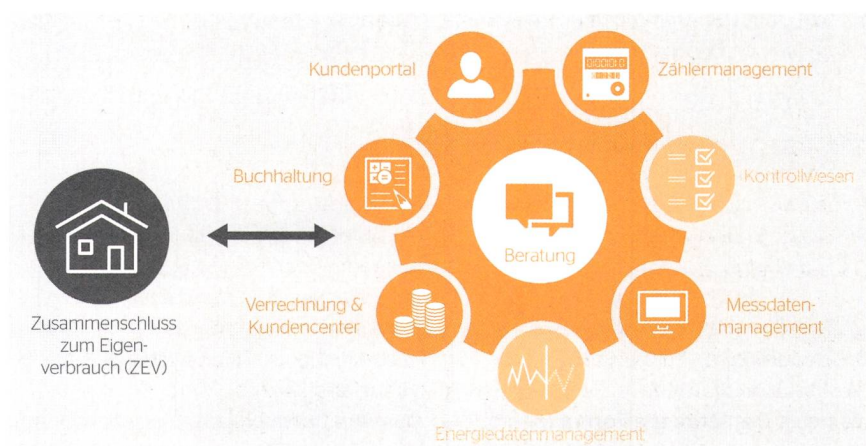 Kundenportal
Zählermanagement
Buchhaltung
Kontrollwesen
Beratung
Verrechnung &
Kundencenter
Messdaten-
management
Zusammenschluss
zum Eigen-
verbrauch (ZEV)
Energiedatenmanagement